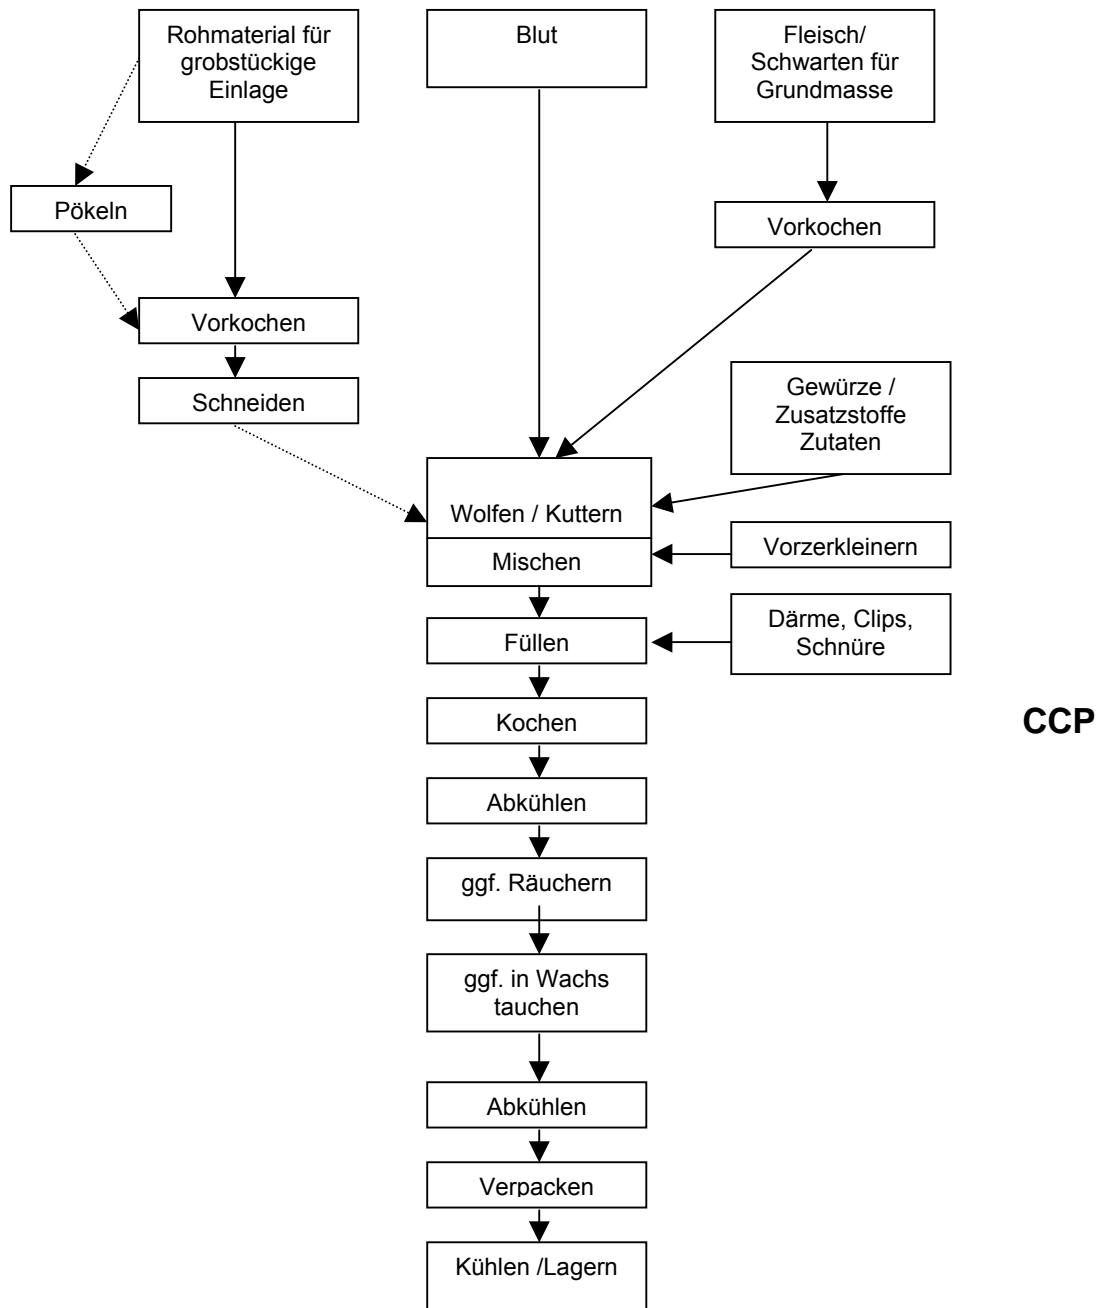 Rohmaterial für
grobstückige
Einlage
Blut
Fleisch/
Schwarten für
Grundmasse
Pökeln
Vorkochen
Vorkochen
Schneiden
Gewürze /
Zusatzstoffe
Zutaten
Wolfen / Kuttern
Mischen
Vorzerkleinern
Füllen
Därme, Clips,
Schnüre
Kochen
CCP
Abkühlen
ggf. Räuchern
ggf. in Wachs
tauchen
Abkühlen
Verpacken
Kühlen /Lagern